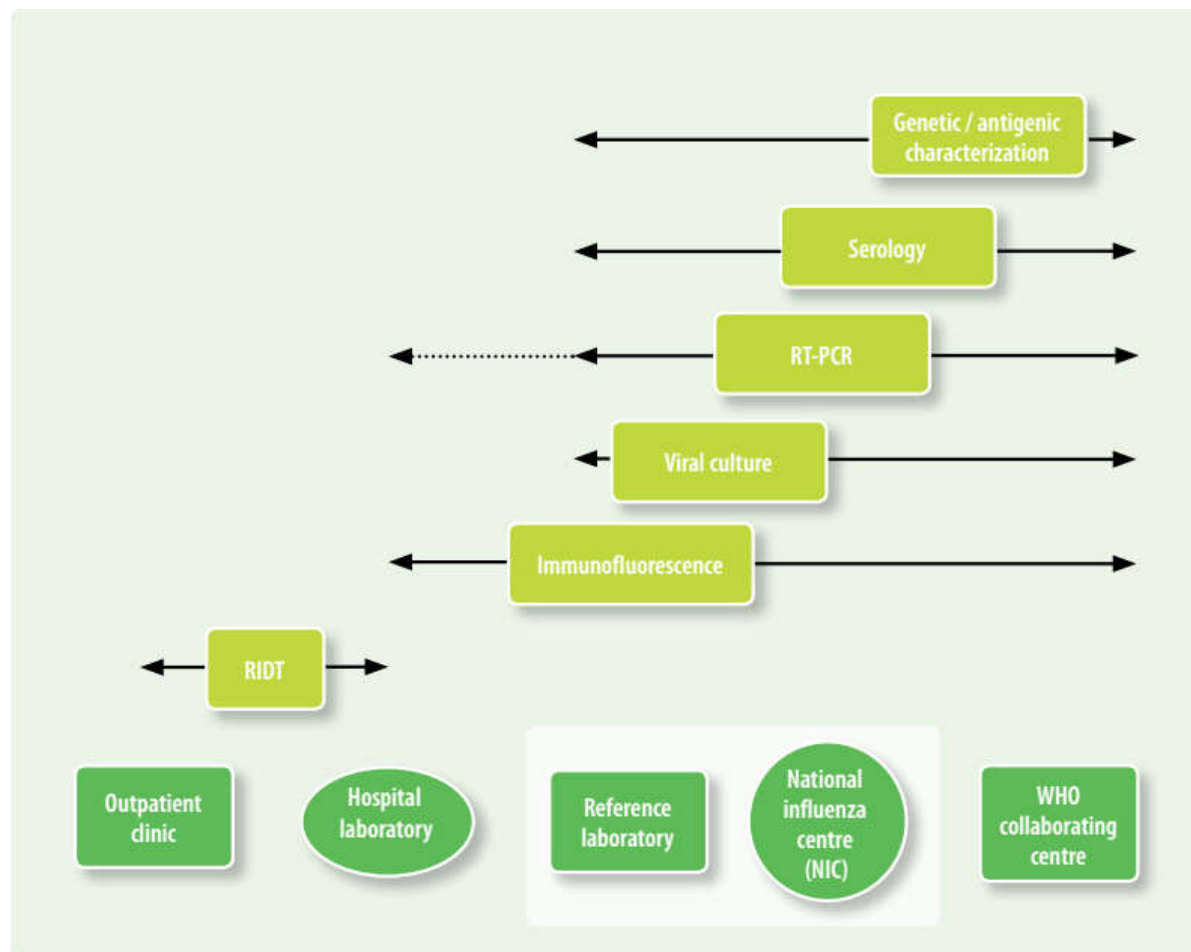 Genetic / antigenic
characterization
Serology
RT-PCR
Viral culture
Immunofluorescence
RIDT
Outpatient
clinic
Hospital
laboratory
Reference
laboratory
National
influenza
centre
(NIC)
WHO
collaborating
centre